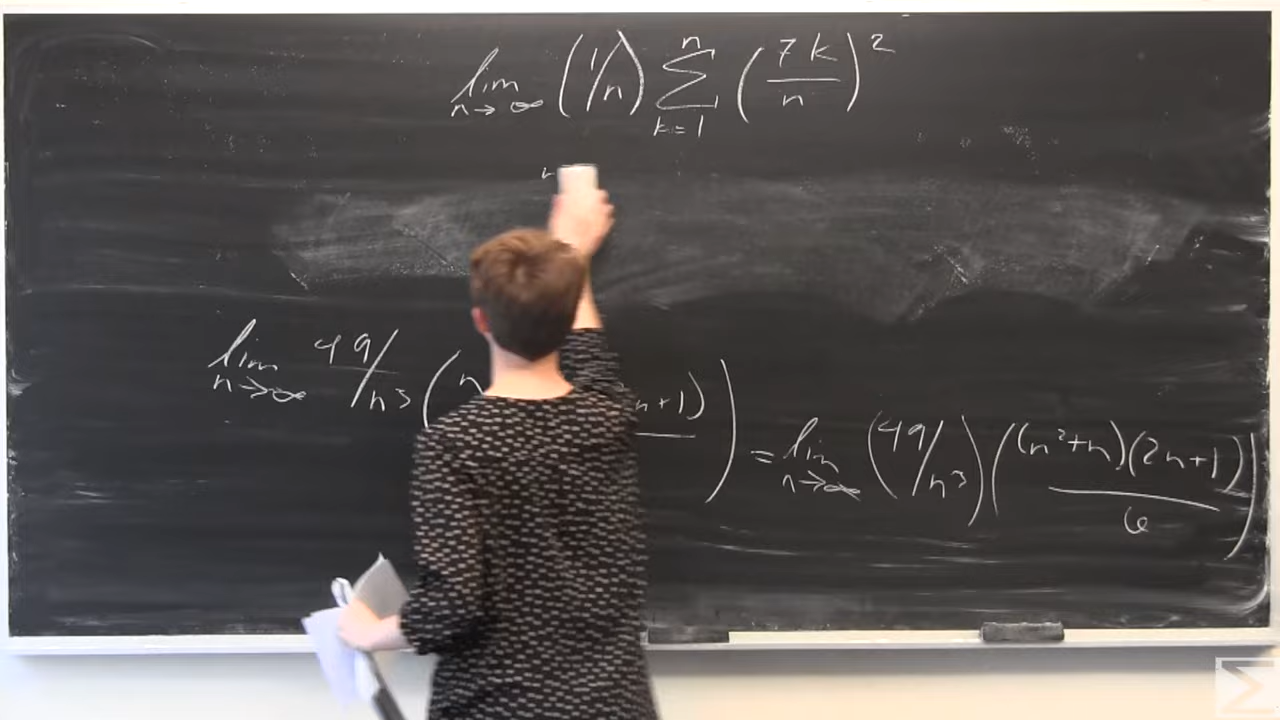 lim n→∞ (1/n) n Σ k=1 (7k/n)²
lim n→∞ 49/n3 (n n+1)) = lim n→∞ (49/n3)((n²+n)(2n+1)/6)